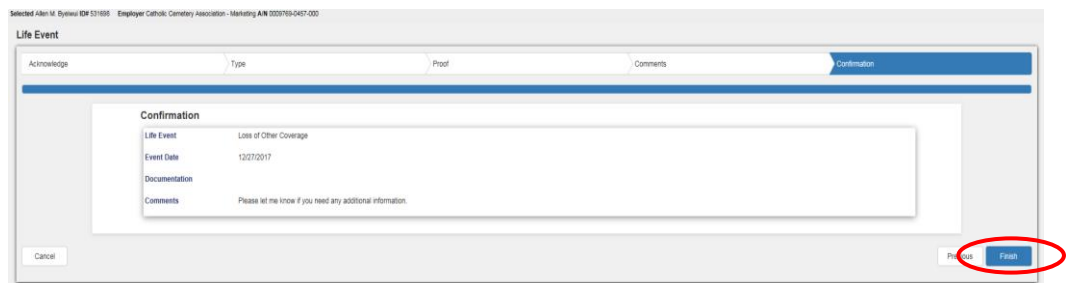 Selected Allen M. Byeieui ID# 531698 Employer Catholic Cemetery Association - Marketing A/N 0009769-0457-000
Life Event
Acknowledge Type Proof Comments Confirmation
Confirmation
Life Event Loss of Other Coverage
Event Date 12/27/2017
Documentation
Comments Please let me know if you need any additional information.
Cancel Previous Finish